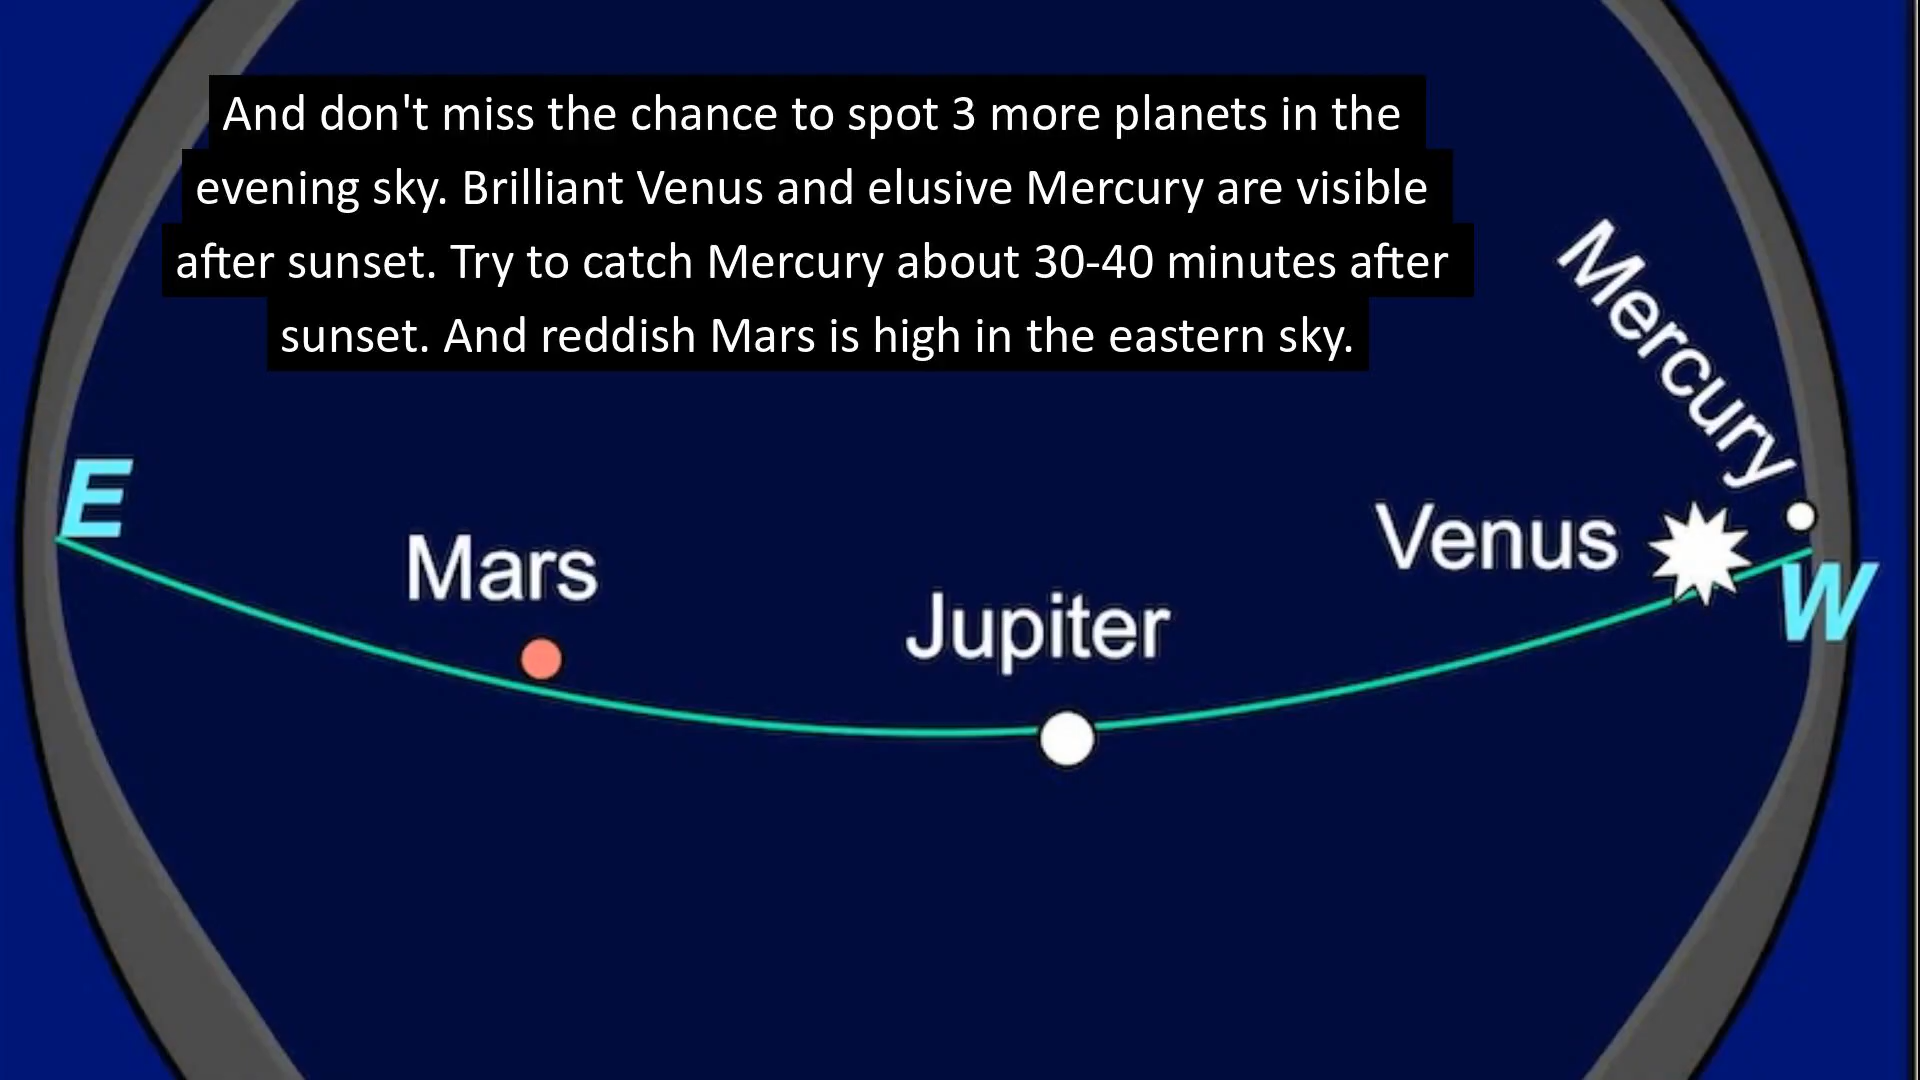 And don't miss the chance to spot 3 more planets in the
evening sky. Brilliant Venus and elusive Mercury are visible
after sunset. Try to catch Mercury about 30-40 minutes after
sunset. And reddish Mars is high in the eastern sky.
Mercury
E
Mars
Venus
Jupiter
W